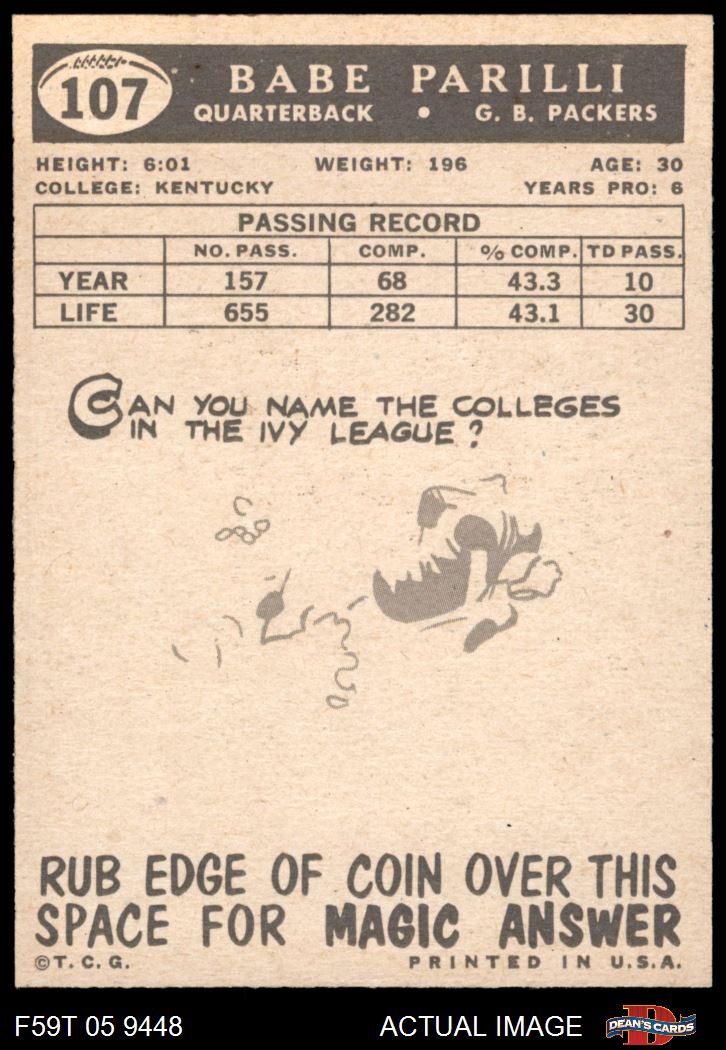 107
BABE PARILLI
QUARTERBACK • G. B. PACKERS
HEIGHT: 6:01 WEIGHT: 196 AGE: 30
COLLEGE: KENTUCKY YEARS PRO: 6
PASSING RECORD
NO. PASS. COMP. % COMP. TD PASS.
YEAR 157 68 43.3 10
LIFE 655 282 43.1 30
CAN YOU NAME THE COLLEGES
IN THE IVY LEAGUE?
RUB EDGE OF COIN OVER THIS
SPACE FOR MAGIC ANSWER
©T. C. G. PRINTED IN U.S.A.
F59T 05 9448 ACTUAL IMAGE D DEAN'S CARDS